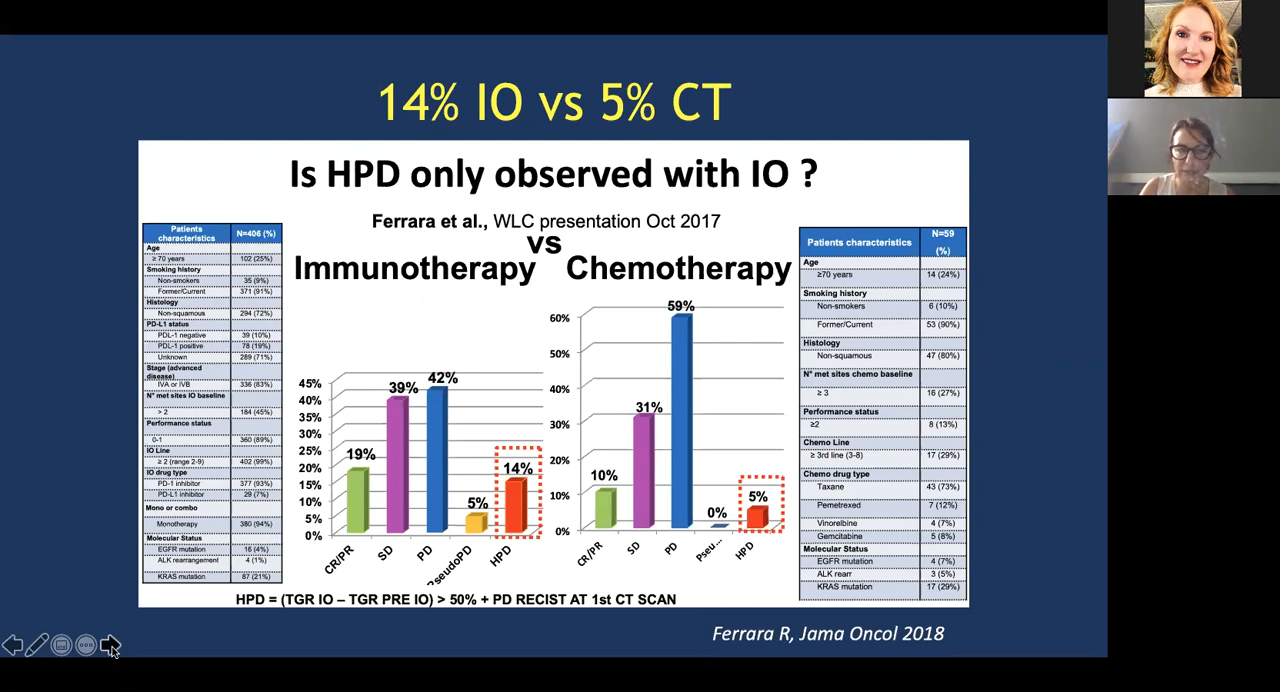 14% IO vs 5% CT
Is HPD only observed with IO ?
Ferrara et al., WLC presentation Oct 2017
vs
Immunotherapy
Chemotherapy
Patients characteristics N=406 (%)
Age
≥ 70 years 102 (25%)
Smoking history
Non-smokers 35 (9%)
Former/Current 371 (91%)
Histology
Non-squamous 294 (72%)
PD-L1 status
PDL-1 negative 39 (10%)
PDL-1 positive 78 (19%)
Unknown 289 (71%)
Stage (advanced disease)
IVA or IVB 336 (83%)
N° met sites IO baseline
> 2 184 (45%)
Performance status
0-1 360 (89%)
IO Line
≥ 2 (range 2-9) 402 (99%)
IO drug type
PD-1 inhibitor 377 (93%)
PD-L1 inhibitor 29 (7%)
Mono or combo
Monotherapy 380 (94%)
Molecular Status
EGFR mutation 16 (4%)
ALK rearrangement 4 (1%)
KRAS mutation 87 (21%)
45%
40%
35%
30%
25%
20%
15%
10%
5%
0%
19%
39%
42%
5%
14%
CR/PR
SD
PD
PseudoPD
HPD
60%
50%
40%
30%
20%
10%
0%
10%
31%
59%
0%
5%
CR/PR
SD
PD
Pseu...
HPD
Patients characteristics N=59 (%)
Age
≥70 years 14 (24%)
Smoking history
Non-smokers 6 (10%)
Former/Current 53 (90%)
Histology
Non-squamous 47 (80%)
N° met sites chemo baseline
≥ 3 16 (27%)
Performance status
≥2 8 (13%)
Chemo Line
≥ 3rd line (3-8) 17 (29%)
Chemo drug type
Taxane 43 (73%)
Pemetrexed 7 (12%)
Vinorelbine 4 (7%)
Gemcitabine 5 (8%)
Molecular Status
EGFR mutation 4 (7%)
ALK rearr 3 (5%)
KRAS mutation 17 (29%)
HPD = (TGR IO – TGR PRE IO) > 50% + PD RECIST AT 1st CT SCAN
Ferrara R, Jama Oncol 2018